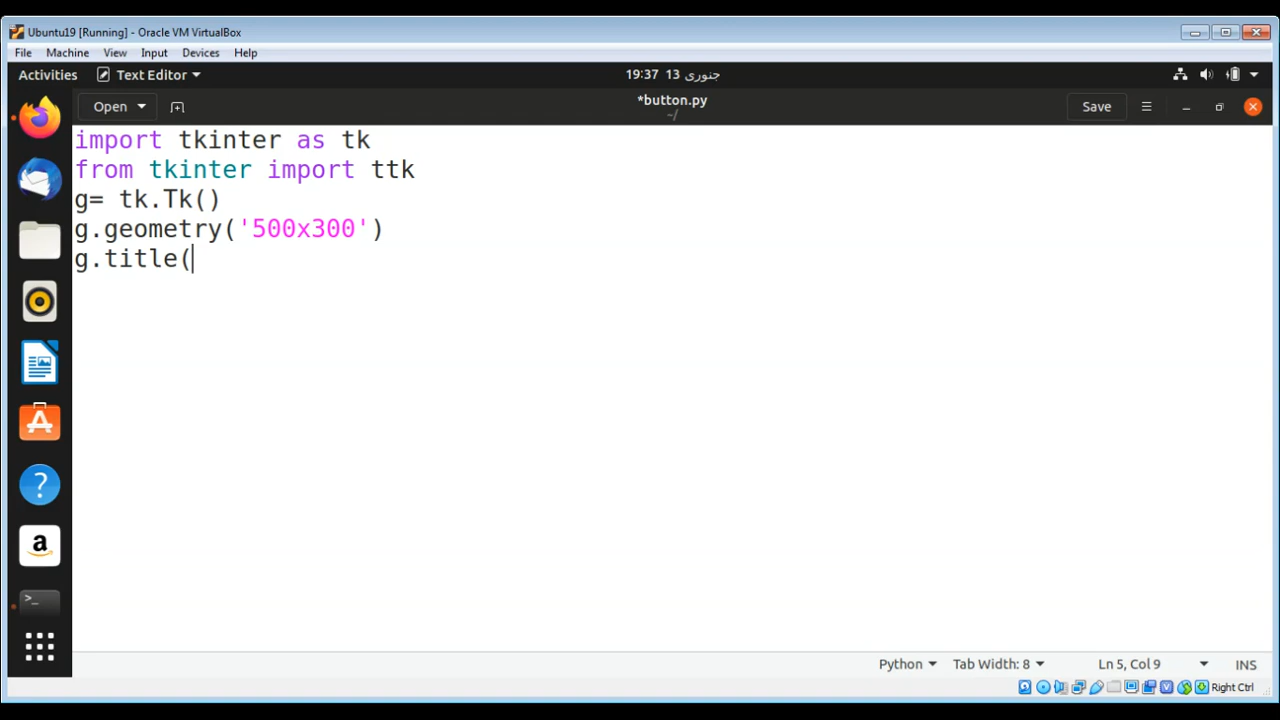 Ubuntu19 [Running] - Oracle VM VirtualBox
File Machine View Input Devices Help
Activities Text Editor 19:37 13 جنوری
Open *button.py Save
~/
import tkinter as tk
from tkinter import ttk
g= tk.Tk()
g.geometry('500x300')
g.title(
Python Tab Width: 8 Ln 5, Col 9 INS
Right Ctrl